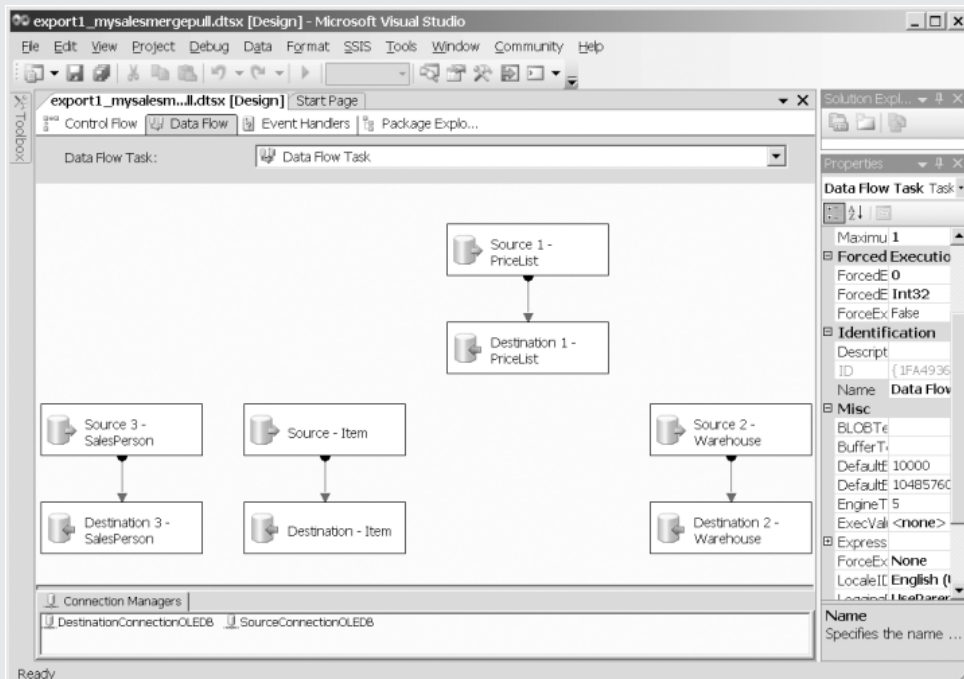 export1_mysalesmergepull.dtsx [Design] - Microsoft Visual Studio
File Edit View Project Debug Data Format SSIS Tools Window Community Help
Toolbox
export1_mysalesm...ll.dtsx [Design] Start Page
Control Flow Data Flow Event Handlers Package Explo...
Data Flow Task: Data Flow Task
Source 1 -
PriceList
Destination 1 -
PriceList
Source 3 -
SalesPerson
Source - Item
Source 2 -
Warehouse
Destination 3 -
SalesPerson
Destination - Item
Destination 2 -
Warehouse
Connection Managers
DestinationConnectionOLEDB SourceConnectionOLEDB
Solution Expl...
Properties
Data Flow Task Task
Maximu 1
Forced Executio
ForcedE 0
ForcedE Int32
ForceEx False
Identification
Descript
ID {1FA4936
Name Data Flow
Misc
BLOBTe
BufferT
DefaultE 10000
DefaultE 10485760
EngineT 5
ExecVal <none>
Express
ForceEx None
LocaleID English (
LoggingI UseParen
Name
Specifies the name ...
Ready